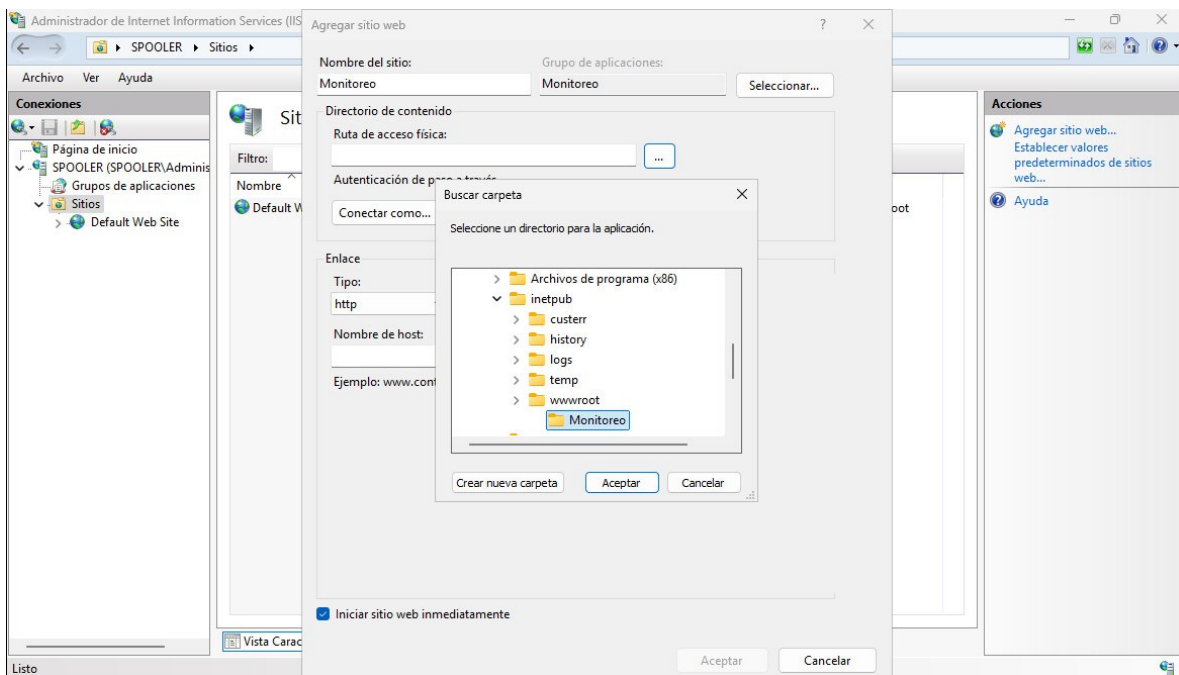 Administrador de Internet Information Services (IIS
SPOOLER Sitios
Archivo Ver Ayuda
Conexiones
Página de inicio
SPOOLER (SPOOLER\Adminis
Grupos de aplicaciones
Sitios
Default Web Site
Sit
Filtro:
Nombre
Default W
Vista Carac
Listo
Agregar sitio web
Nombre del sitio: Grupo de aplicaciones:
Monitoreo Monitoreo Seleccionar...
Directorio de contenido
Ruta de acceso física:
...
Autenticación de paso a través
Conectar como...
Enlace
Tipo:
http
Nombre de host:
Ejemplo: www.cont
Iniciar sitio web inmediatamente
Aceptar Cancelar
Buscar carpeta
Seleccione un directorio para la aplicación.
Archivos de programa (x86)
inetpub
custerr
history
logs
temp
wwwroot
Monitoreo
Crear nueva carpeta Aceptar Cancelar
oot
Acciones
Agregar sitio web...
Establecer valores
predeterminados de sitios
web...
Ayuda